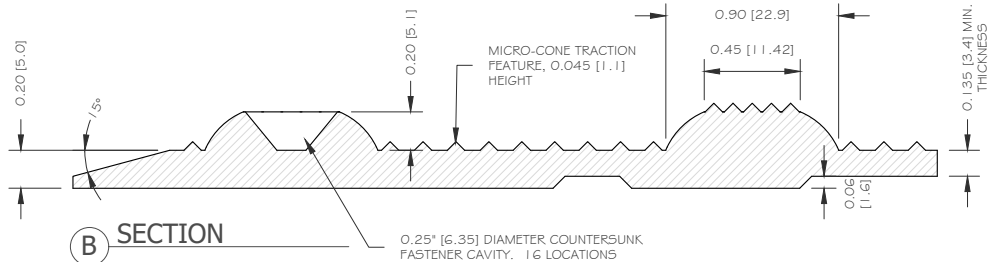 0.90 [22.9]
0.45 [11.42]
0.20 [5.1]
MICRO-CONE TRACTION
FEATURE, 0.045 [1.1]
HEIGHT
0.135 [3.4] MIN.
THICKNESS
0.20 [5.0]
15°
0.06
[1.6]
B SECTION
0.25" [6.35] DIAMETER COUNTERSUNK
FASTENER CAVITY. 16 LOCATIONS